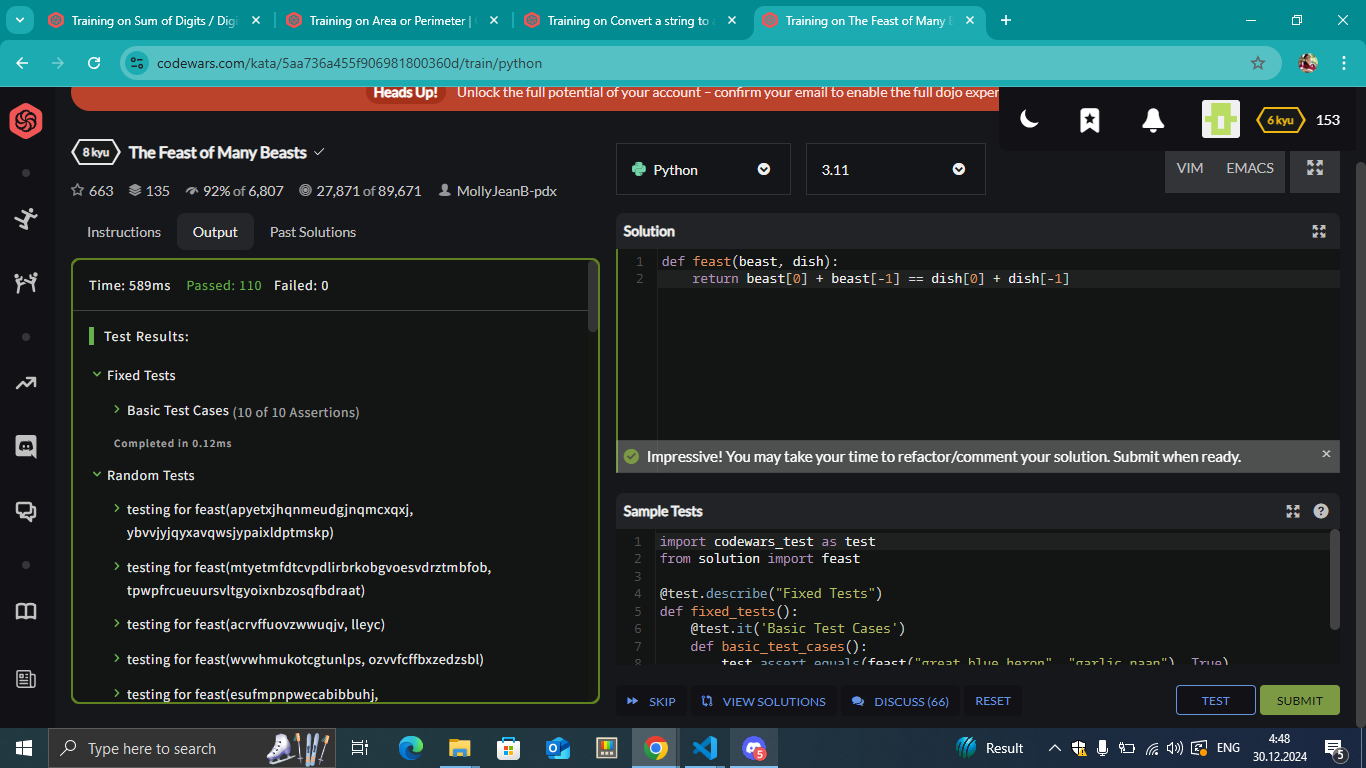 Training on Sum of Digits / Digi
Training on Area or Perimeter |
Training on Convert a string to
Training on The Feast of Many B
codewars.com/kata/5aa736a455f906981800360d/train/python
Heads Up! Unlock the full potential of your account – confirm your email to enable the full dojo exper
6 kyu 153
8 kyu The Feast of Many Beasts
663 135 92% of 6,807 27,871 of 89,671 MollyJeanB-pdx
Python 3.11 VIM EMACS
Instructions Output Past Solutions
Time: 589ms Passed: 110 Failed: 0
Test Results:
Fixed Tests
Basic Test Cases (10 of 10 Assertions)
Completed in 0.12ms
Random Tests
testing for feast(apyetxjhqnmeudgjnqmcxqxj,
ybvvjyjqyxavqwsjypaixldptmskp)
testing for feast(mtyetmfdtcvpdlirbrkobgvoesvdrztmbfob,
tpwpfrcueuursvltgyoixnbzosqfbdraat)
testing for feast(acrvffuovzwwuqjv, lleyc)
testing for feast(wvwhmukotcgtunlps, ozvvfcffbxzedzsbl)
testing for feast(esufmpnpwecabibbuhj,
Solution
1 def feast(beast, dish):
2 return beast[0] + beast[-1] == dish[0] + dish[-1]
Impressive! You may take your time to refactor/comment your solution. Submit when ready.
Sample Tests
1 import codewars_test as test
2 from solution import feast
3
4 @test.describe("Fixed Tests")
5 def fixed_tests():
6 @test.it('Basic Test Cases')
7 def basic_test_cases():
8 test.assert_equals(feast("great blue heron", "garlic naan"), True)
SKIP VIEW SOLUTIONS DISCUSS (66) RESET TEST SUBMIT
Type here to search
5
Result
ENG
4:48
30.12.2024
5